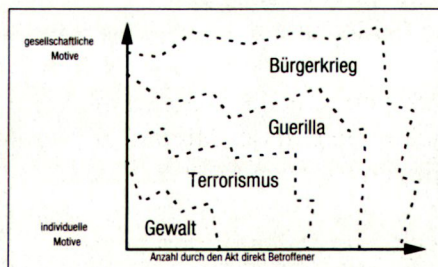 gesellschaftliche
Motive
Bürgerkrieg
Guerilla
Terrorismus
Gewalt
individuelle
Motive
Anzahl durch den Akt direkt Betroffener